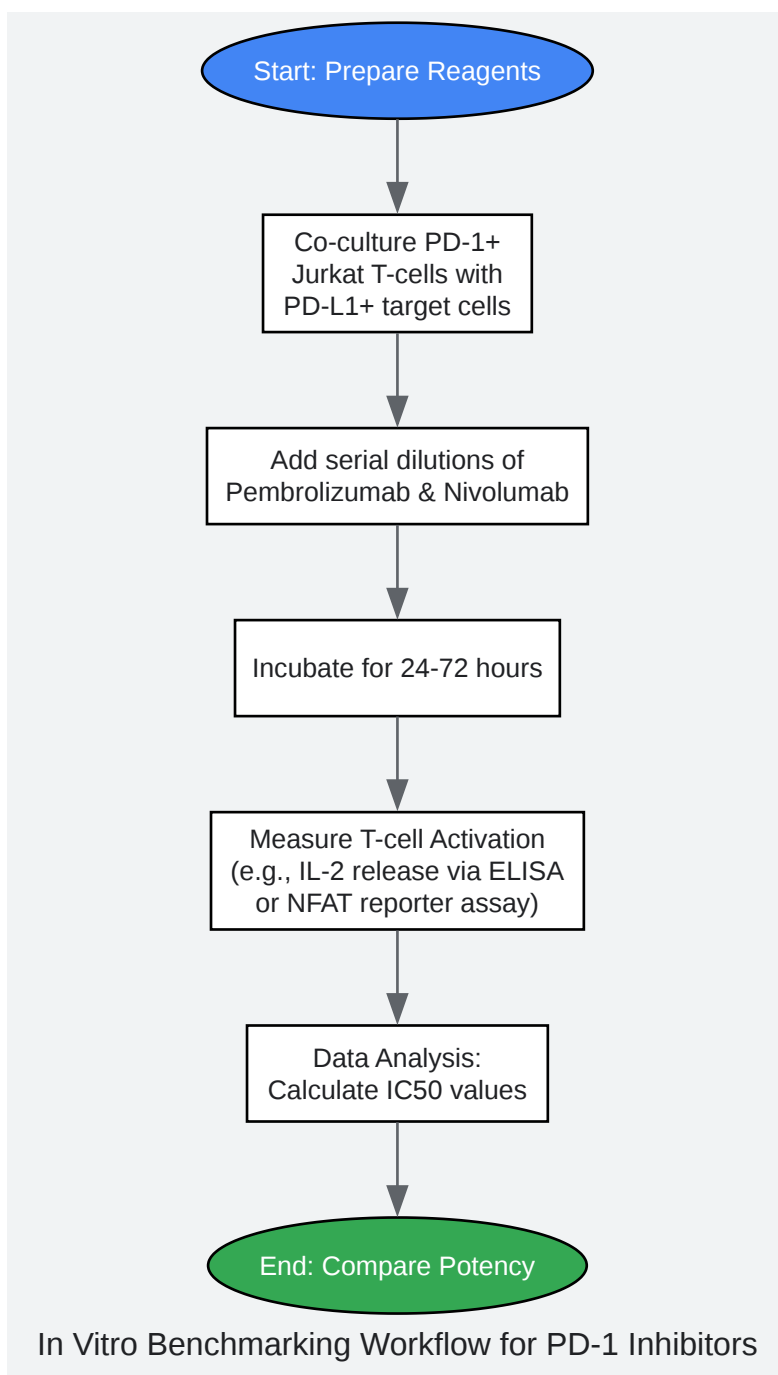 Start: Prepare Reagents
Co-culture PD-1+
Jurkat T-cells with
PD-L1+ target cells
Add serial dilutions of
Pembrolizumab & Nivolumab
Incubate for 24-72 hours
Measure T-cell Activation
(e.g., IL-2 release via ELISA
or NFAT reporter assay)
Data Analysis:
Calculate IC50 values
End: Compare Potency
In Vitro Benchmarking Workflow for PD-1 Inhibitors